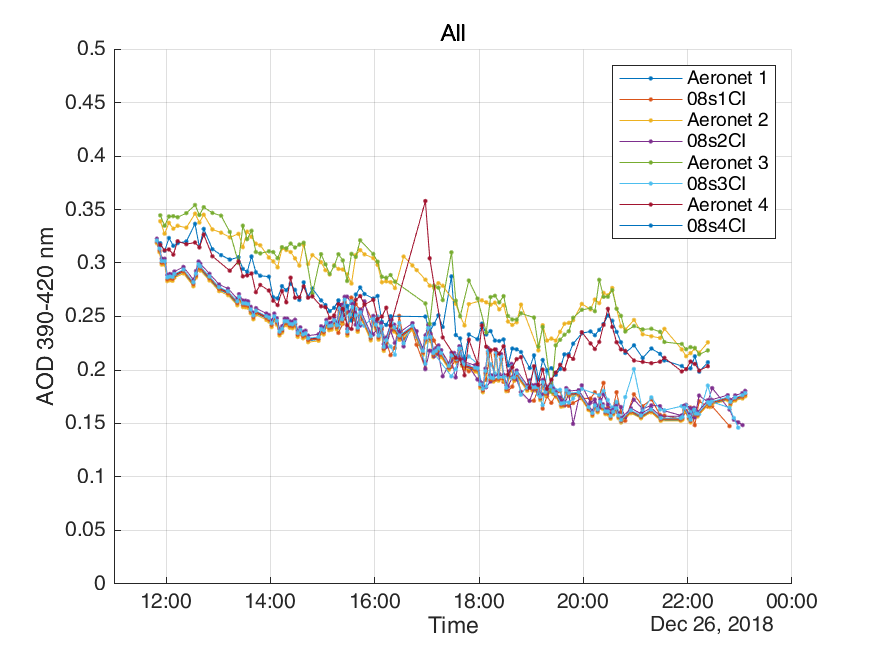 All
0.5
0.45
0.4
0.35
0.3
0.25
0.2
0.15
0.1
0.05
0
AOD 390-420 nm
Aeronet 1
08s1CI
Aeronet 2
08s2CI
Aeronet 3
08s3CI
Aeronet 4
08s4CI
12:00 14:00 16:00 18:00 20:00 22:00 00:00
Time
Dec 26, 2018